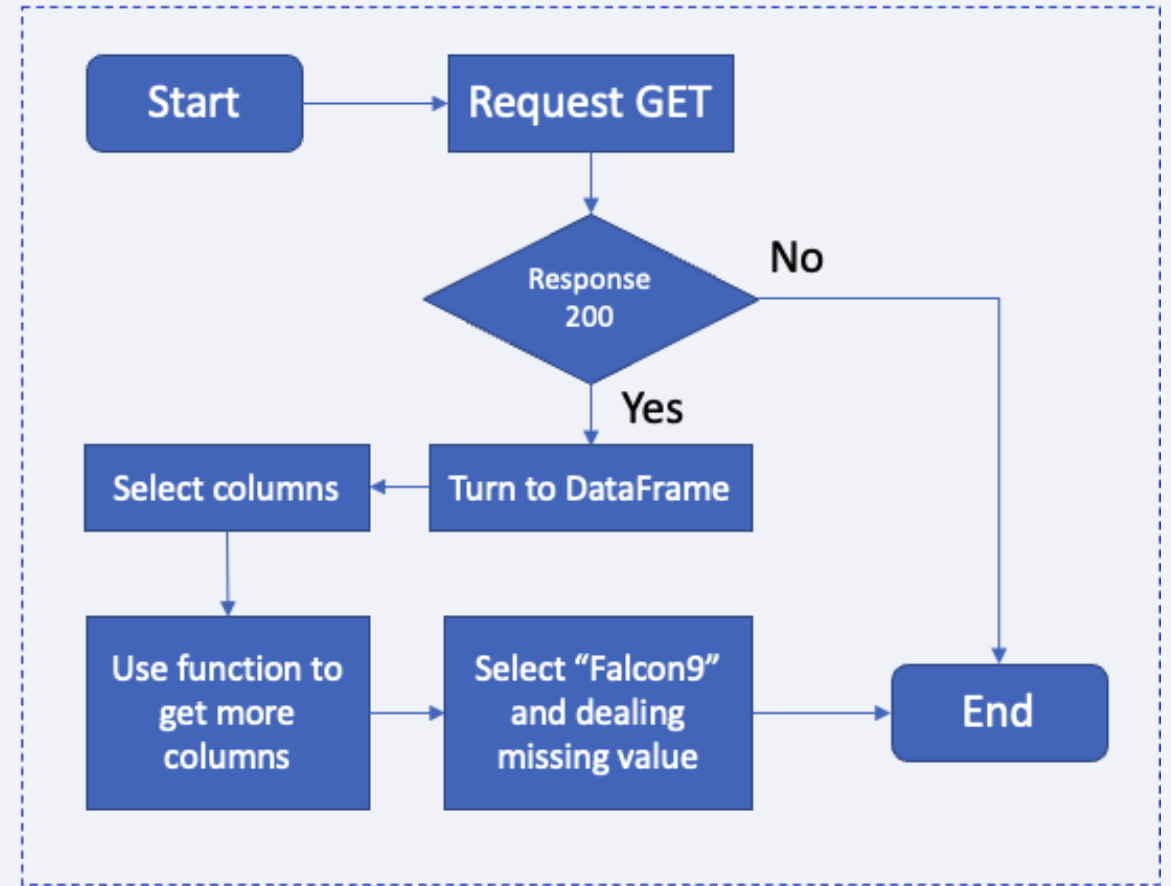 Start
Request GET
Response
200
No
Yes
Select columns
Turn to DataFrame
Use function to
get more
columns
Select “Falcon9”
and dealing
missing value
End